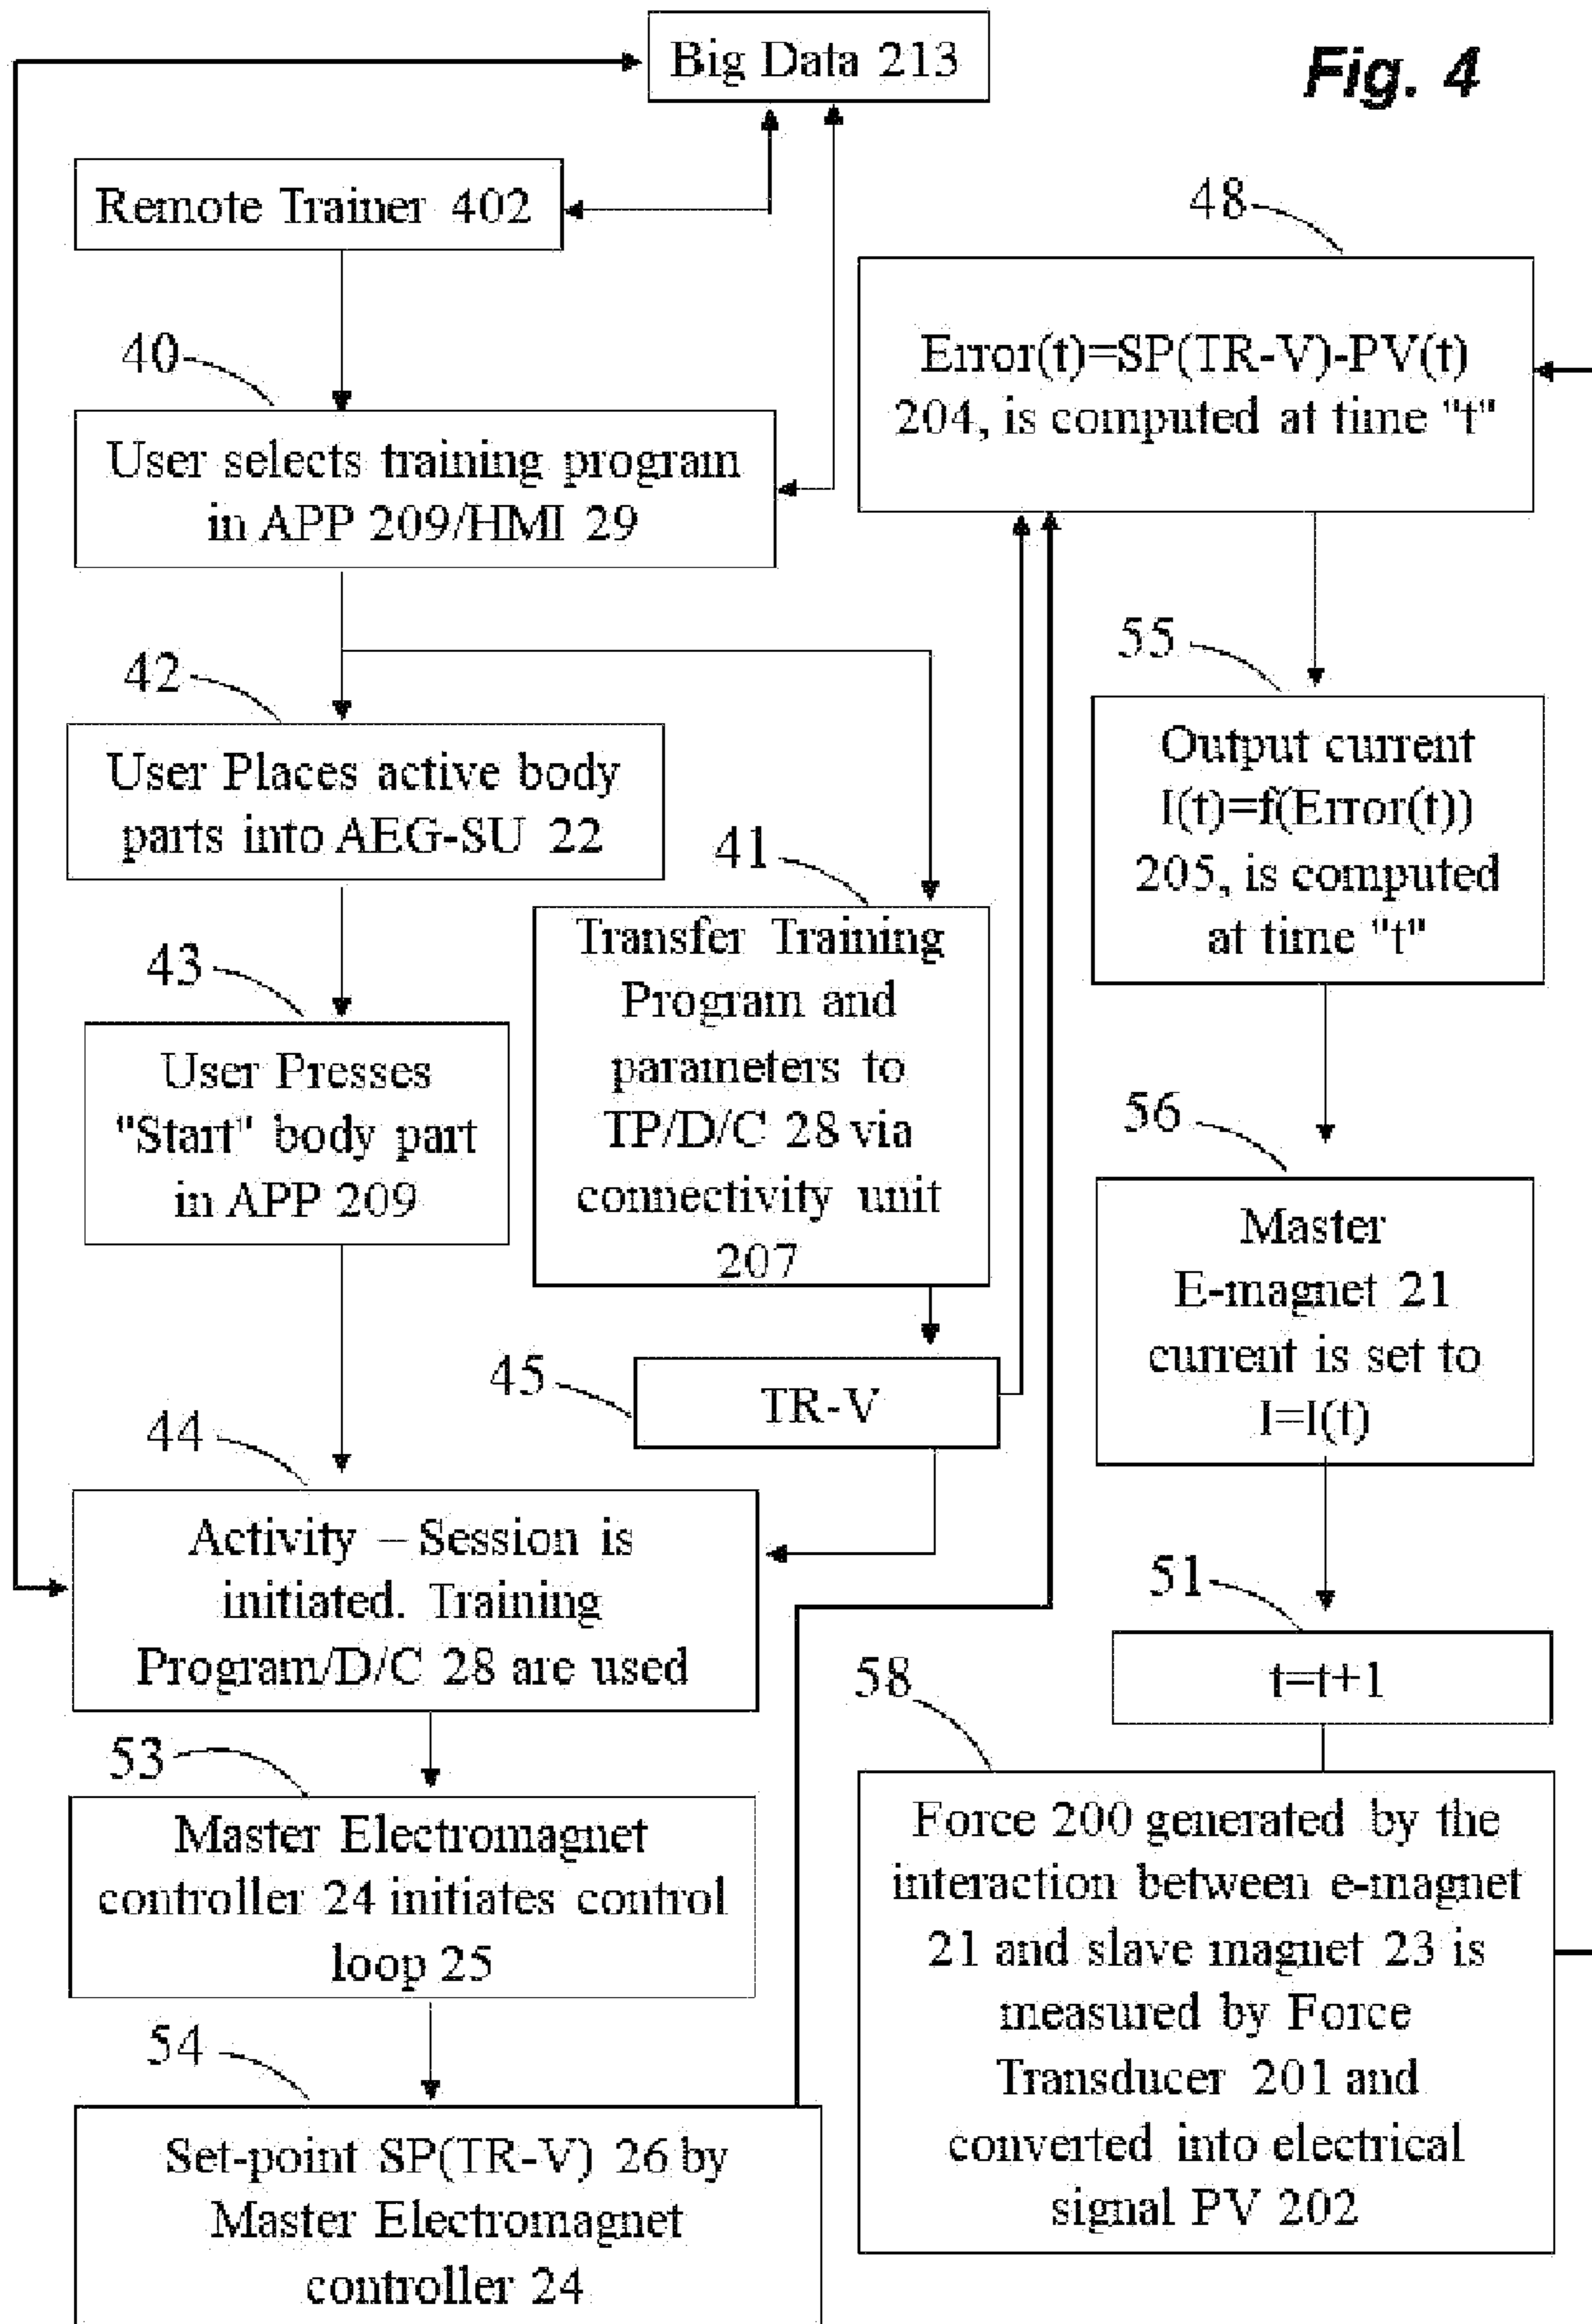 Big Data 213
Fig. 4
Remote Trainer 402
40
User selects training program
in APP 209/HMI 29
42
User Places active body
parts into AEG-SU 22
41
Transfer Training
Program and
parameters to
TP/D/C 28 via
connectivity unit
207
43
User Presses
"Start" body part
in APP 209
45
TR-V
44
Activity – Session is
initiated. Training
Program/D/C 28 are used
53
Master Electromagnet
controller 24 initiates control
loop 25
54
Set-point SP(TR-V) 26 by
Master Electromagnet
controller 24
48
Error(t)=SP(TR-V)-PV(t)
204, is computed at time "t"
55
Output current
I(t)=f(Error(t))
205, is computed
at time "t"
56
Master
E-magnet 21
current is set to
I=I(t)
51
t=t+1
58
Force 200 generated by the
interaction between e-magnet
21 and slave magnet 23 is
measured by Force
Transducer 201 and
converted into electrical
signal PV 202